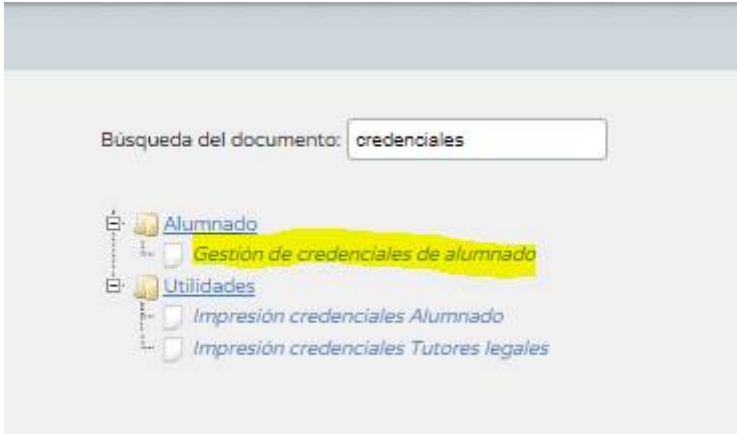 Búsqueda del documento: credenciales
Alumnado
Gestión de credenciales de alumnado
Utilidades
Impresión credenciales Alumnado
Impresión credenciales Tutores legales